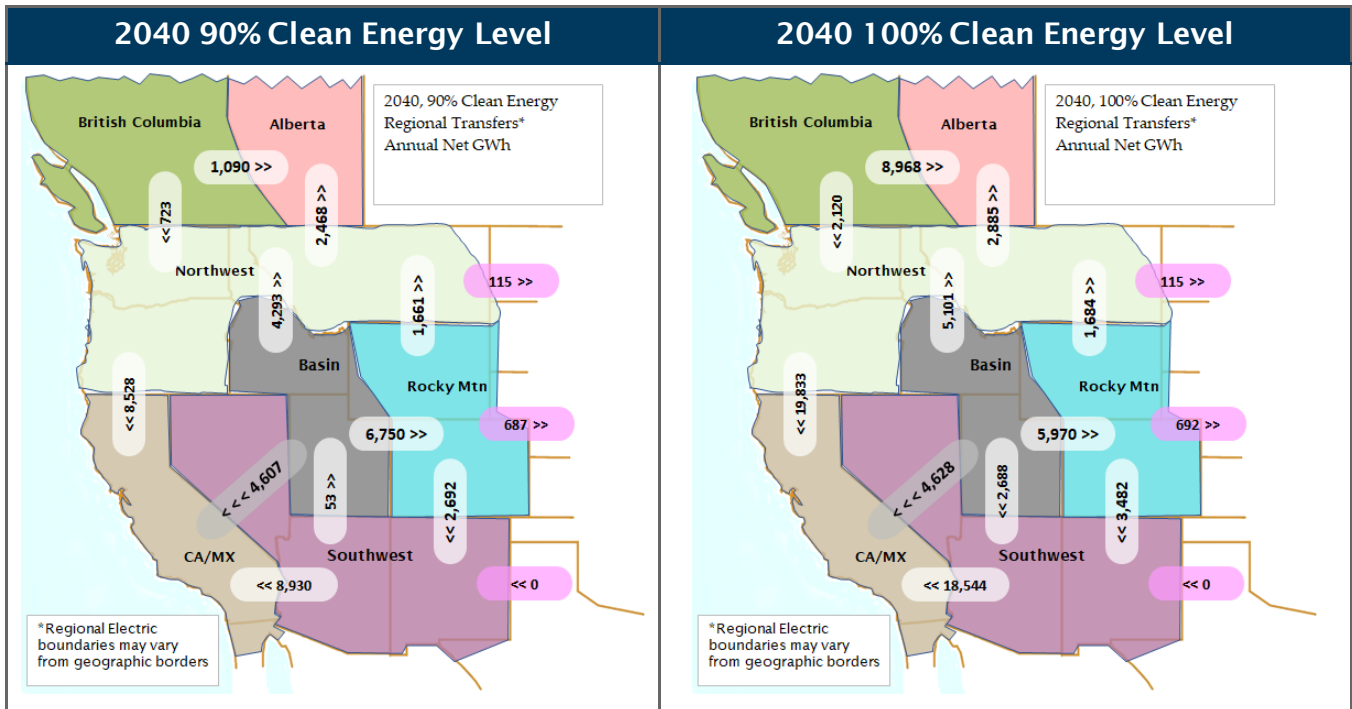 2040 90% Clean Energy Level
2040, 90% Clean Energy
Regional Transfers*
Annual Net GWh
British Columbia
Alberta
1,090 >>
<< 723
2,468 >>
Northwest
4,293 >>
1,661 >>
115 >>
Basin
Rocky Mtn
<< 8,528
687 >>
6,750 >>
< < < 4,607
53 >>
<< 2,692
CA/MX
Southwest
<< 8,930
<< 0
*Regional Electric
boundaries may vary
from geographic borders
2040 100% Clean Energy Level
2040, 100% Clean Energy
Regional Transfers*
Annual Net GWh
British Columbia
Alberta
8,968 >>
<< 2,120
2,885 >>
Northwest
5,101 >>
1,684 >>
115 >>
Basin
Rocky Mtn
<< 19,833
692 >>
5,970 >>
< < < 4,628
<< 2,688
<< 3,482
CA/MX
Southwest
<< 18,544
<< 0
*Regional Electric
boundaries may vary
from geographic borders